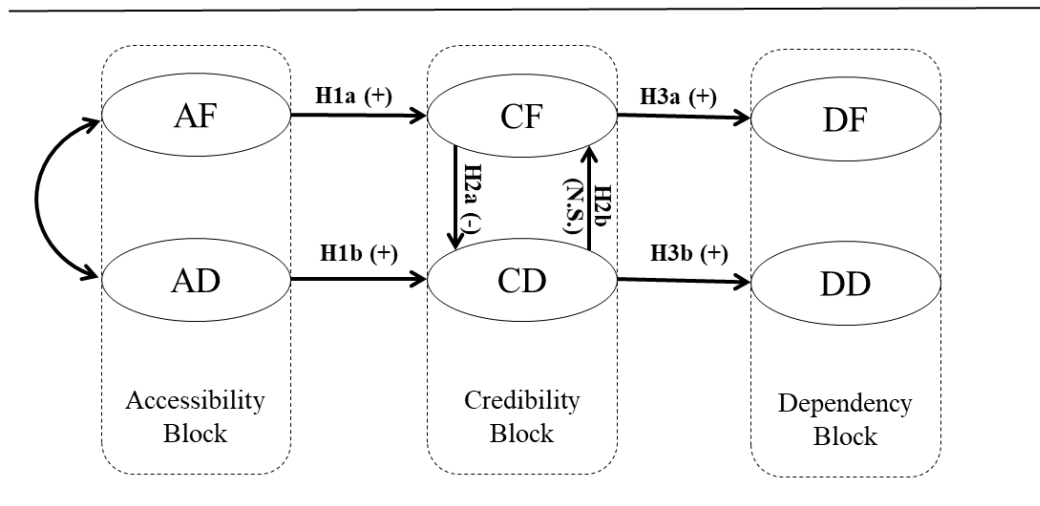 H1a (+)
H3a (+)
AF
CF
DF
H2a (-)
H2b
(N.S.)
H1b (+)
H3b (+)
AD
CD
DD
Accessibility
Block
Credibility
Block
Dependency
Block